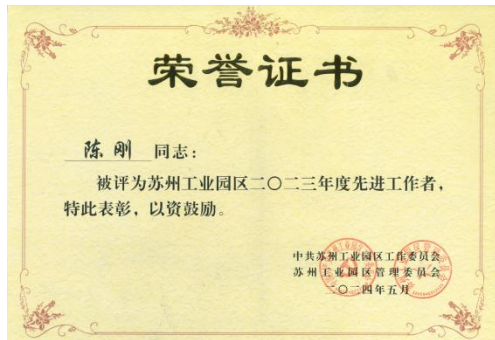 荣誉证书
陈刚 同志：
被评为苏州工业园区二〇二三年度先进工作者，
特此表彰，以资鼓励。
中共苏州工业园区工作委员会
苏州工业园区管理委员会
二〇二四年五月